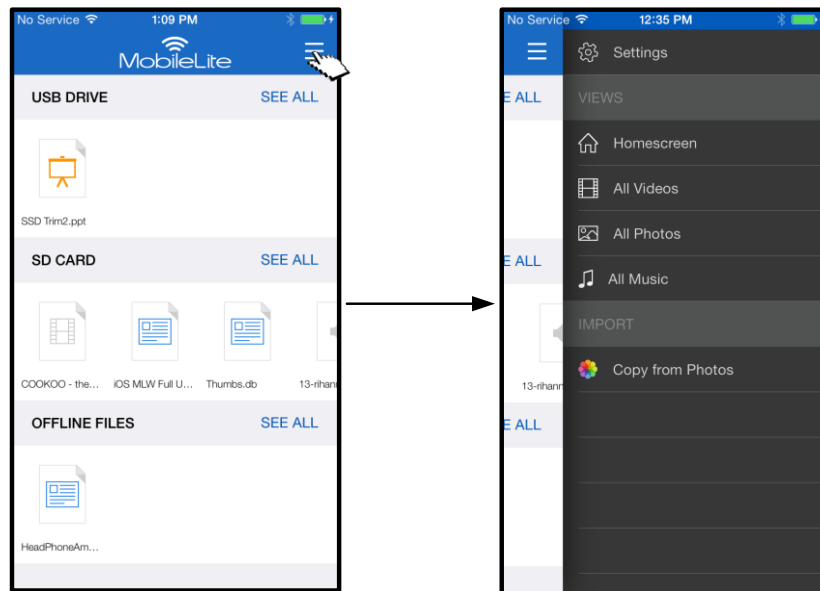 No Service 1:09 PM
MobileLite
USB DRIVE SEE ALL
SSD Trim2.ppt
SD CARD SEE ALL
COOKOO - the... iOS MLW Full U... Thumbs.db 13-rihan
OFFLINE FILES SEE ALL
HeadPhoneAm...
No Service 12:35 PM
Settings
E ALL VIEWS
Homescreen
All Videos
All Photos
E ALL
All Music
IMPORT
Copy from Photos
13-rihann
E ALL